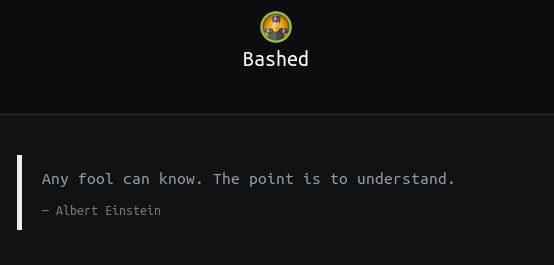 Bashed
Any fool can know. The point is to understand.
— Albert Einstein